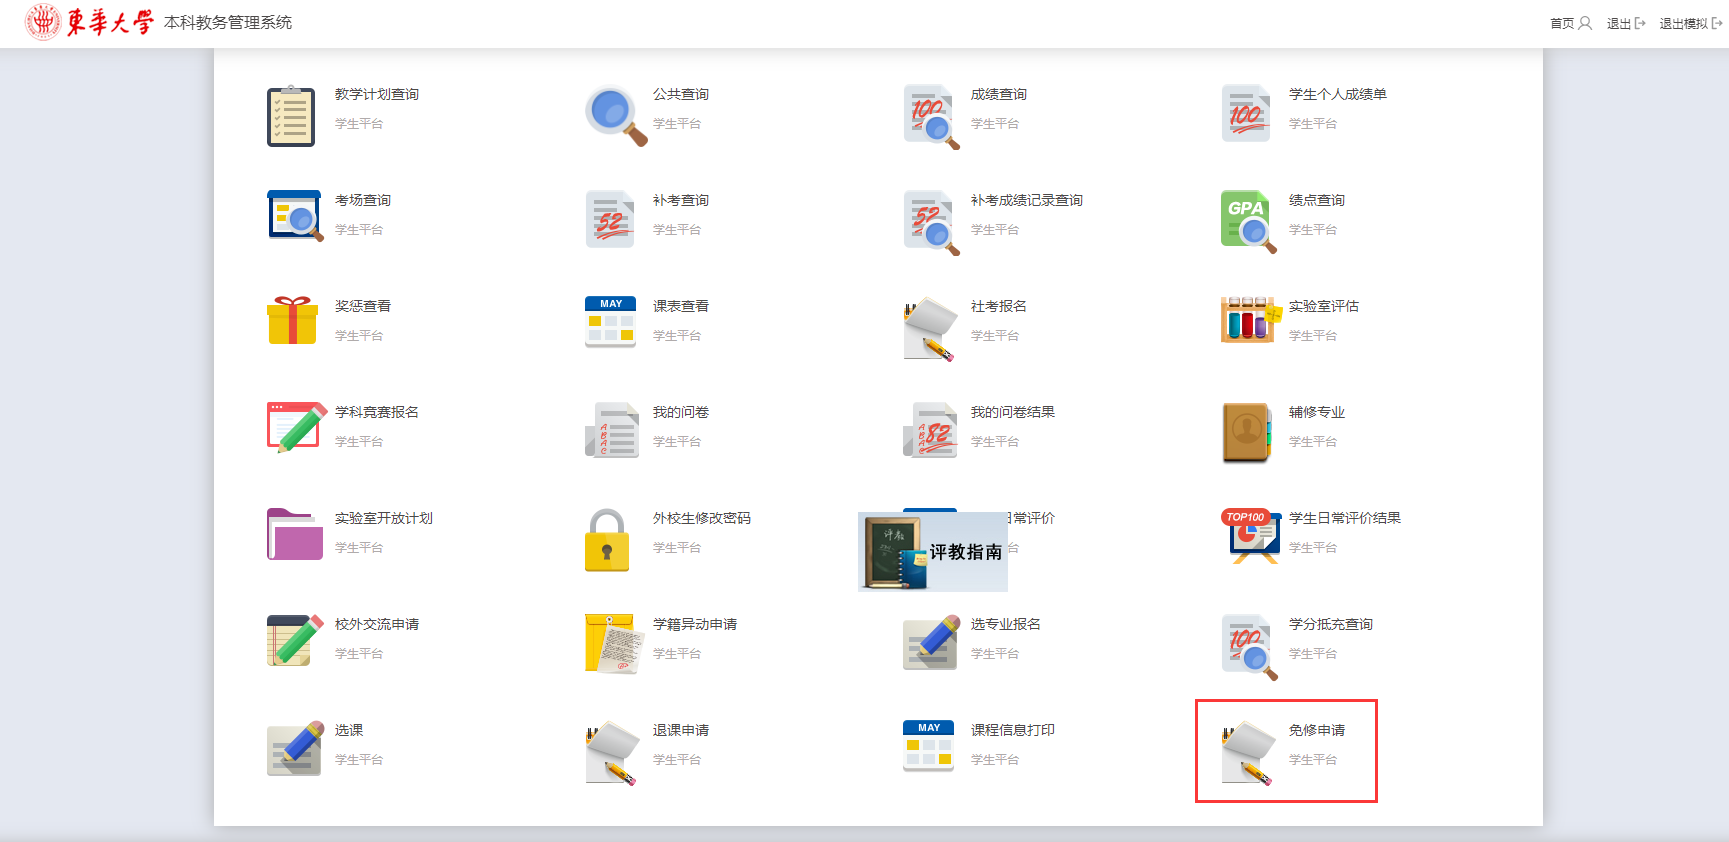 東華大學 本科教务管理系统
首页 退出 退出模拟
教学计划查询 公共查询 成绩查询 学生个人成绩单
学生平台 学生平台 学生平台 学生平台
100 100
考场查询 补考查询 补考成绩记录查询 绩点查询
学生平台 学生平台 学生平台 学生平台
52 52 GPA
奖惩查看 课表查看 社考报名 实验室评估
学生平台 学生平台 学生平台 学生平台
MAY
学科竞赛报名 我的问卷 我的问卷结果 辅修专业
学生平台 学生平台 学生平台 学生平台
A B A C A B A C 82
实验室开放计划 外校生修改密码 日常评价 学生日常评价结果
学生平台 学生平台 台 学生平台
评教 评教指南 TOP100
校外交流申请 学籍异动申请 选专业报名 学分抵充查询
学生平台 学生平台 学生平台 学生平台
100
选课 退课申请 课程信息打印 免修申请
学生平台 学生平台 学生平台 学生平台
MAY